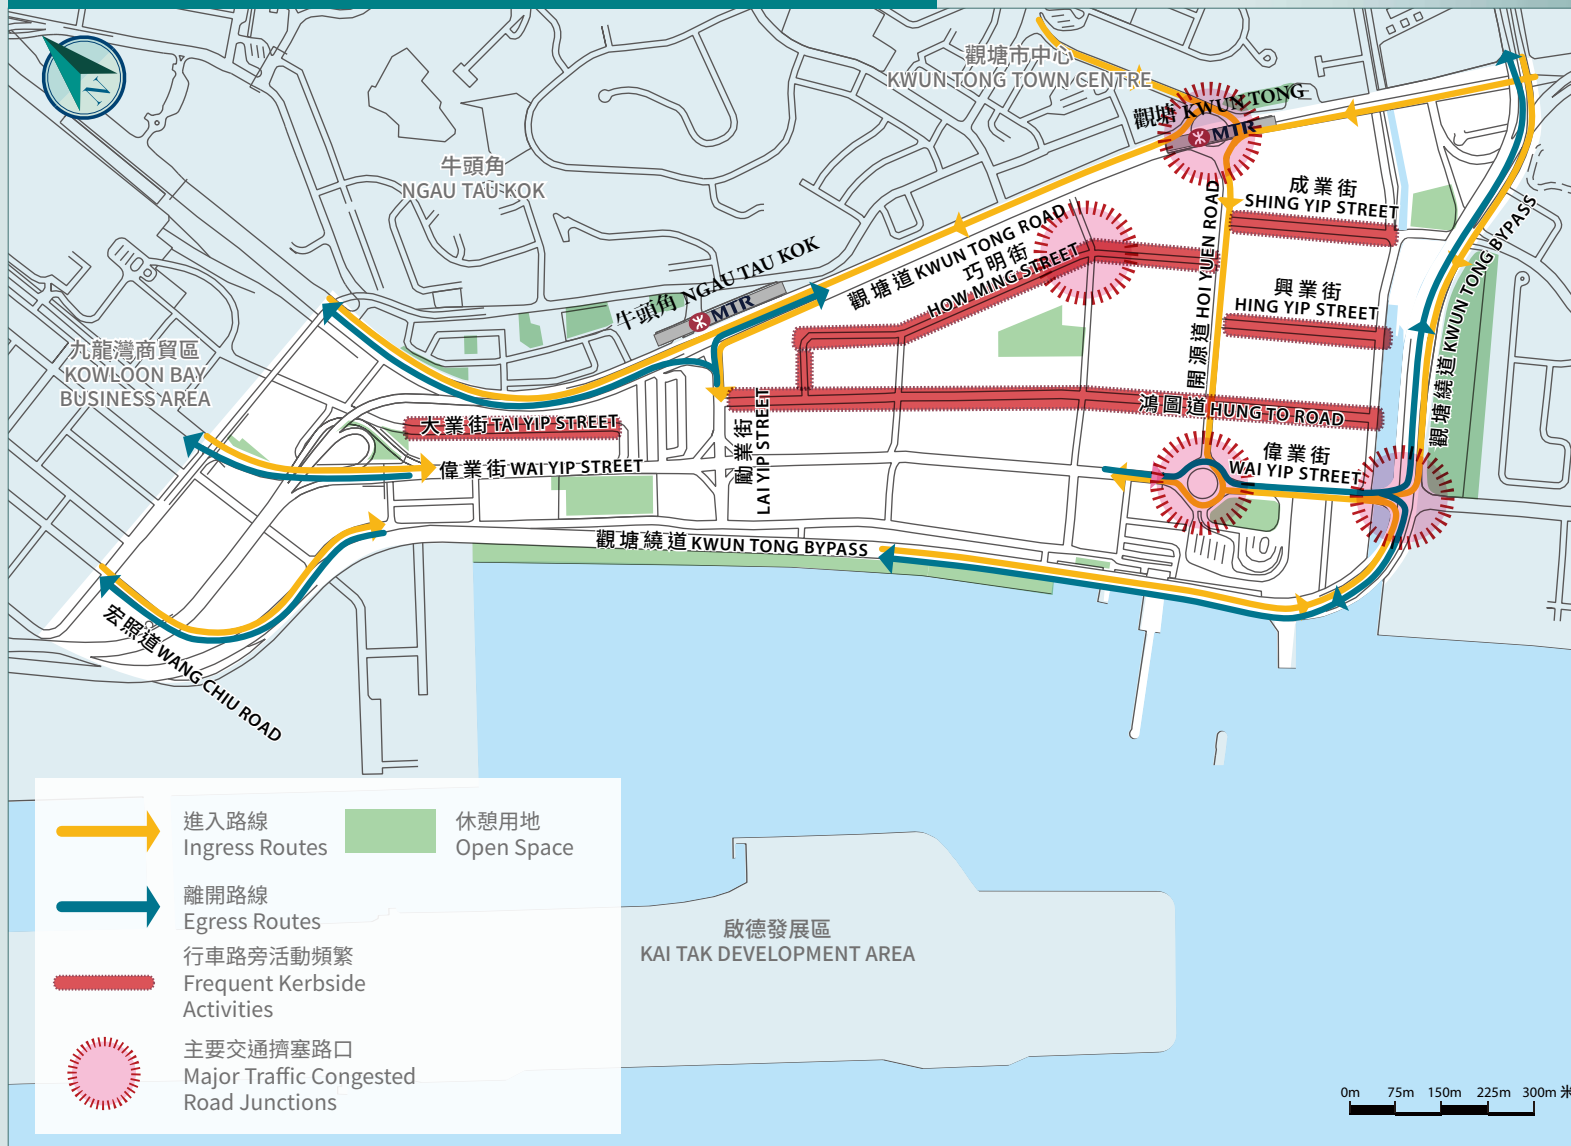 觀塘市中心
KWUN TONG TOWN CENTRE
觀塘 KWUN TONG
MTR
N
牛頭角
NGAU TAU KOK
成業街
SHING YIP STREET
觀塘道 KWUN TONG ROAD
巧明街
HOW MING STREET
開源道 HOI YUEN ROAD
牛頭角 NGAU TAU KOK
MTR
興業街
HING YIP STREET
觀塘繞道 KWUN TONG BYPASS
九龍灣商貿區
KOWLOON BAY
BUSINESS AREA
大業街 TAI YIP STREET
勵業街
LAI YIP STREET
鴻圖道 HUNG TO ROAD
偉業街 WAI YIP STREET
偉業街
WAI YIP STREET
觀塘繞道 KWUN TONG BYPASS
宏照道 WANG CHIU ROAD
進入路線
Ingress Routes
休憩用地
Open Space
離開路線
Egress Routes
行車路旁活動頻繁
Frequent Kerbside
Activities
主要交通擠塞路口
Major Traffic Congested
Road Junctions
啟德發展區
KAI TAK DEVELOPMENT AREA
0m 75m 150m 225m 300m 米